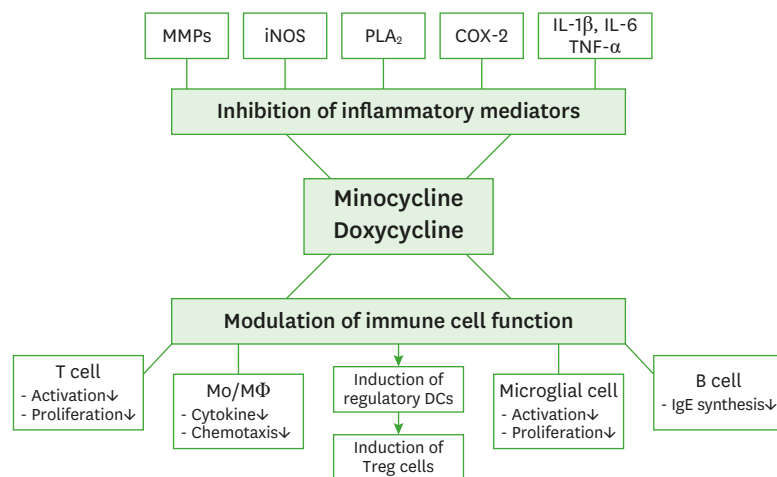 MMPs
iNOS
PLA₂
COX-2
IL-1β, IL-6
TNF-α
Inhibition of inflammatory mediators
Minocycline
Doxycycline
Modulation of immune cell function
T cell
- Activation↓
- Proliferation↓
Mo/MΦ
- Cytokine↓
- Chemotaxis↓
Induction of
regulatory DCs
Induction of
Treg cells
Microglial cell
- Activation↓
- Proliferation↓
B cell
- IgE synthesis↓